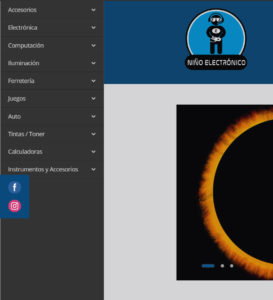 Accesorios
Electrónica
Computación
Iluminación
Ferretería
Juegos
Auto
Tintas / Toner
Calculadoras
Instrumentos y Accesorios
NIÑO ELECTRÓNICO